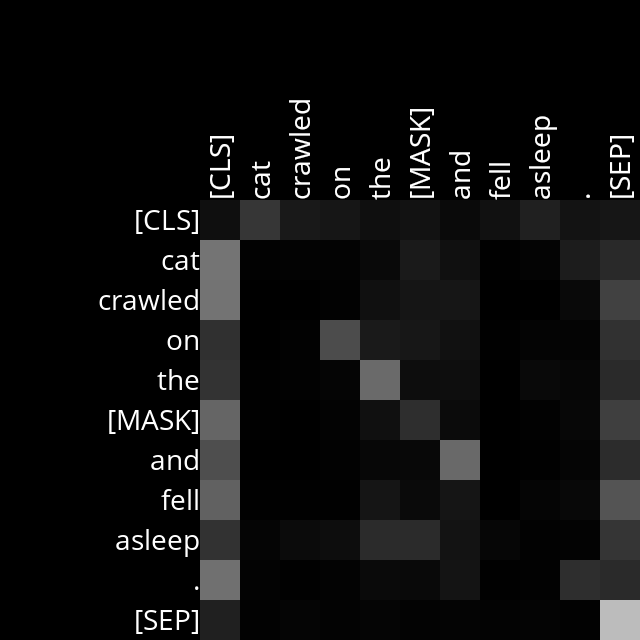 [CLS] cat crawled on the [MASK] and fell asleep . [SEP]
[CLS]
cat
crawled
on
the
[MASK]
and
fell
asleep
.
[SEP]